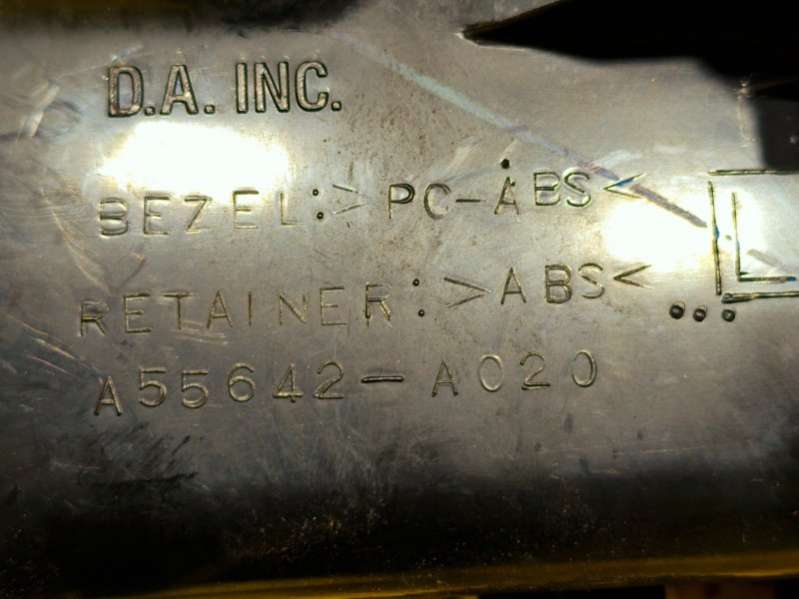 D.A. INC.
BEZEL:>PC-ABS<
L
RETAINER:>ABS<
A55642-A020